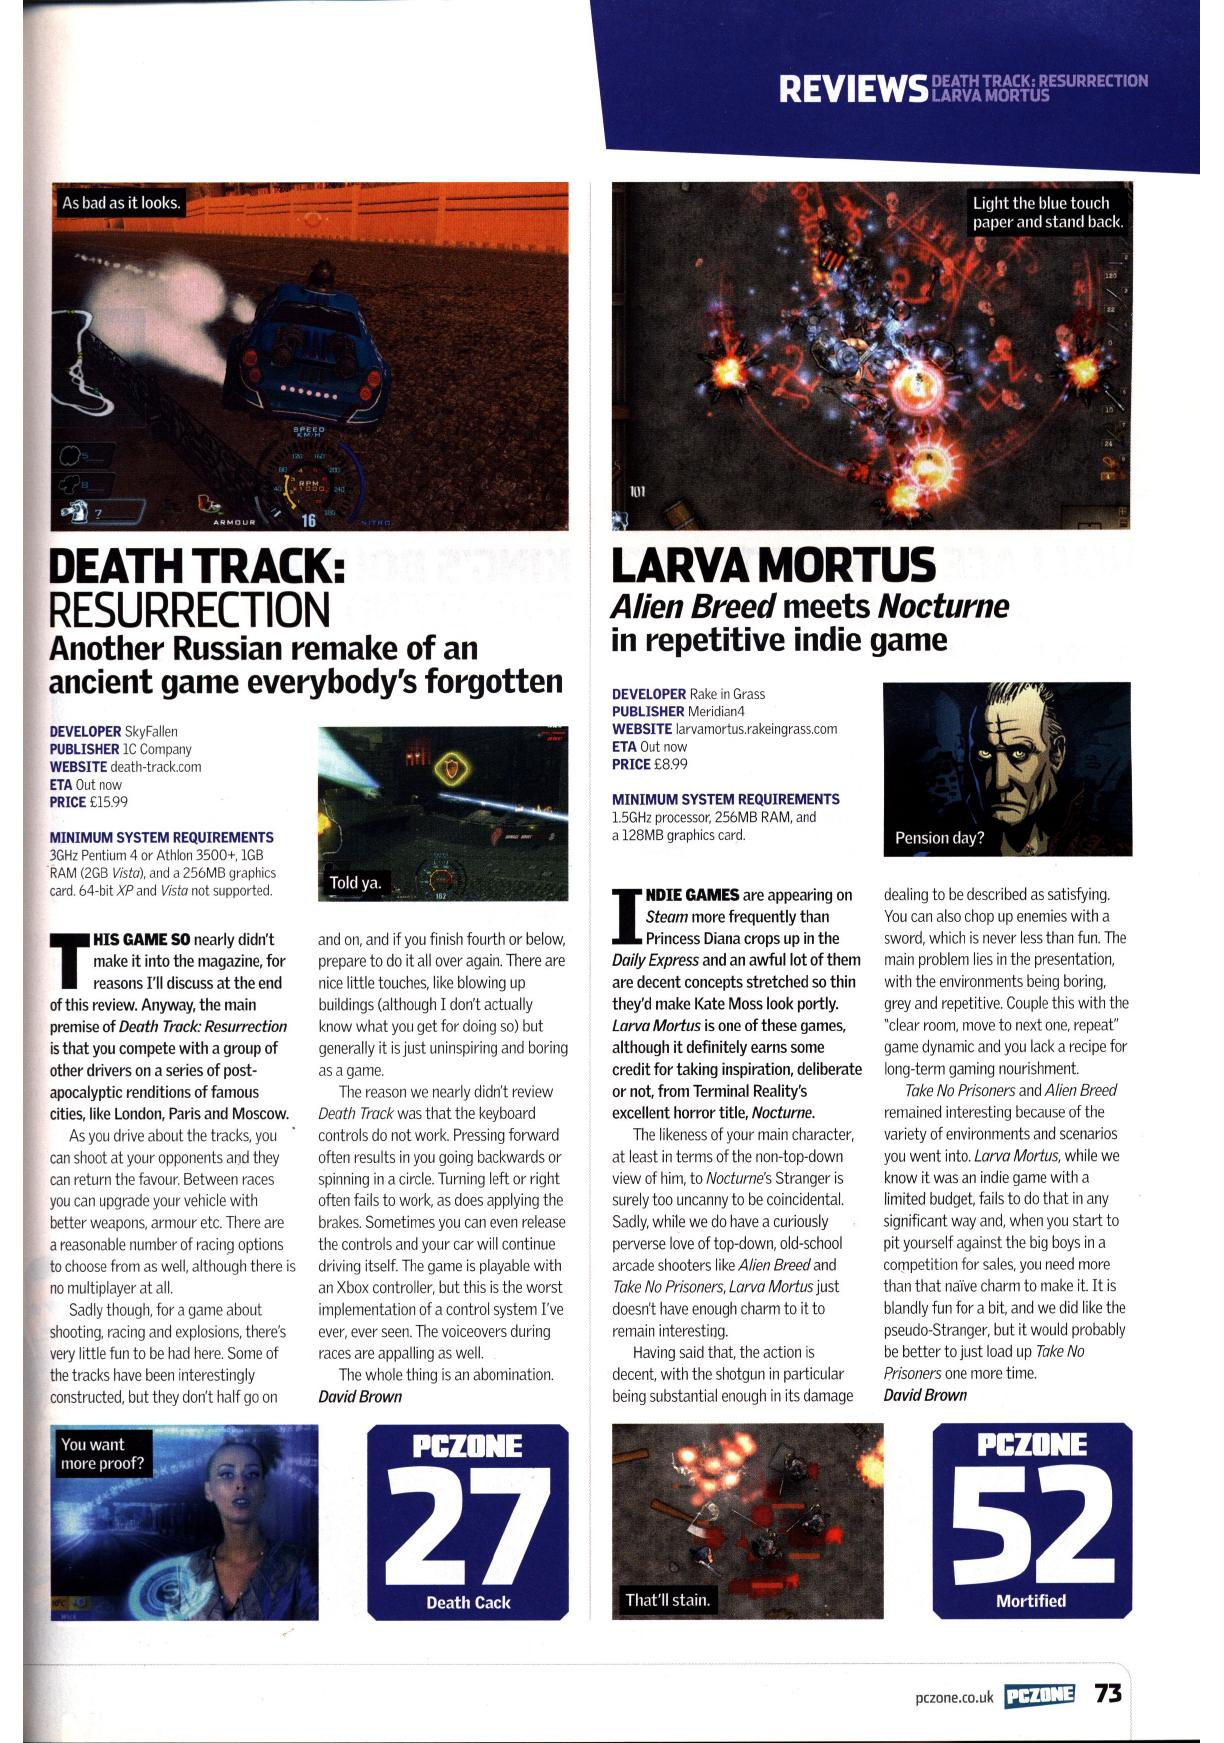 REVIEWS DEATH TRACK: RESURRECTION
LARVA MORTUS
As bad as it looks.
SPEED
KM/H
RPM
X1000
5
8
7
ARMOUR
16
NITRO
DEATH TRACK:
RESURRECTION
Another Russian remake of an
ancient game everybody's forgotten
DEVELOPER SkyFallen
PUBLISHER 1C Company
WEBSITE death-track.com
ETA Out now
PRICE £15.99
MINIMUM SYSTEM REQUIREMENTS
3GHz Pentium 4 or Athlon 3500+, 1GB
RAM (2GB Vista), and a 256MB graphics
card. 64-bit XP and Vista not supported.
Told ya.
THIS GAME SO nearly didn't
make it into the magazine, for
reasons I'll discuss at the end
of this review. Anyway, the main
premise of Death Track: Resurrection
is that you compete with a group of
other drivers on a series of post-
apocalyptic renditions of famous
cities, like London, Paris and Moscow.
As you drive about the tracks, you
can shoot at your opponents and they
can return the favour. Between races
you can upgrade your vehicle with
better weapons, armour etc. There are
a reasonable number of racing options
to choose from as well, although there is
no multiplayer at all.
Sadly though, for a game about
shooting, racing and explosions, there's
very little fun to be had here. Some of
the tracks have been interestingly
constructed, but they don't half go on
and on, and if you finish fourth or below,
prepare to do it all over again. There are
nice little touches, like blowing up
buildings (although I don't actually
know what you get for doing so) but
generally it is just uninspiring and boring
as a game.
The reason we nearly didn't review
Death Track was that the keyboard
controls do not work. Pressing forward
often results in you going backwards or
spinning in a circle. Turning left or right
often fails to work, as does applying the
brakes. Sometimes you can even release
the controls and your car will continue
driving itself. The game is playable with
an Xbox controller, but this is the worst
implementation of a control system I've
ever, ever seen. The voiceovers during
races are appalling as well.
The whole thing is an abomination.
David Brown
You want
more proof?
PCZONE
27
Death Cack
Light the blue touch
paper and stand back.
101
LARVA MORTUS
Alien Breed meets Nocturne
in repetitive indie game
DEVELOPER Rake in Grass
PUBLISHER Meridian4
WEBSITE larvamortus.rakeingrass.com
ETA Out now
PRICE £8.99
MINIMUM SYSTEM REQUIREMENTS
1.5GHz processor, 256MB RAM, and
a 128MB graphics card.
Pension day?
INDIE GAMES are appearing on
Steam more frequently than
Princess Diana crops up in the
Daily Express and an awful lot of them
are decent concepts stretched so thin
they'd make Kate Moss look portly.
Larva Mortus is one of these games,
although it definitely earns some
credit for taking inspiration, deliberate
or not, from Terminal Reality's
excellent horror title, Nocturne.
The likeness of your main character,
at least in terms of the non-top-down
view of him, to Nocturne's Stranger is
surely too uncanny to be coincidental.
Sadly, while we do have a curiously
perverse love of top-down, old-school
arcade shooters like Alien Breed and
Take No Prisoners, Larva Mortus just
doesn't have enough charm to it to
remain interesting.
Having said that, the action is
decent, with the shotgun in particular
being substantial enough in its damage
dealing to be described as satisfying.
You can also chop up enemies with a
sword, which is never less than fun. The
main problem lies in the presentation,
with the environments being boring,
grey and repetitive. Couple this with the
"clear room, move to next one, repeat"
game dynamic and you lack a recipe for
long-term gaming nourishment.
Take No Prisoners and Alien Breed
remained interesting because of the
variety of environments and scenarios
you went into. Larva Mortus, while we
know it was an indie game with a
limited budget, fails to do that in any
significant way and, when you start to
pit yourself against the big boys in a
competition for sales, you need more
than that naïve charm to make it. It is
blandly fun for a bit, and we did like the
pseudo-Stranger, but it would probably
be better to just load up Take No
Prisoners one more time.
David Brown
That'll stain.
PCZONE
52
Mortified
pczone.co.uk PCZONE 73